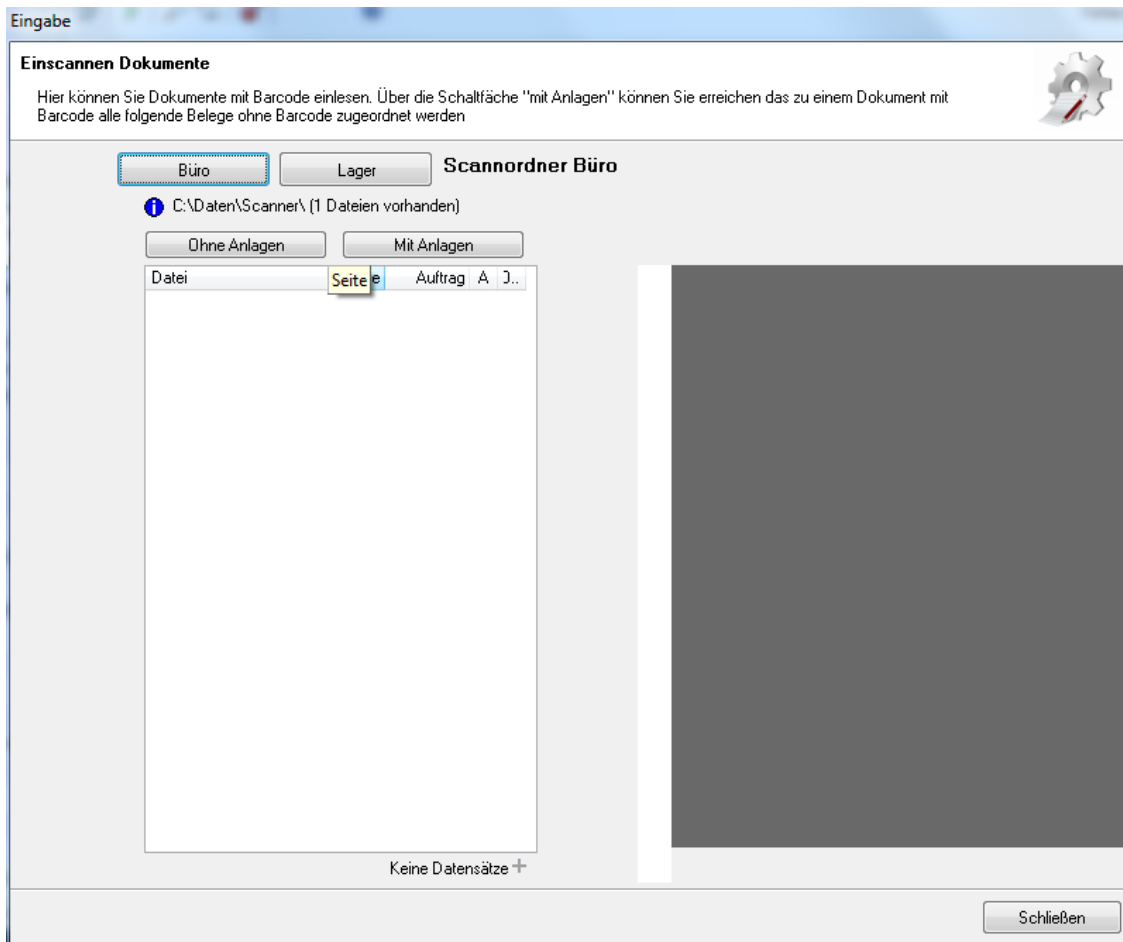 Eingabe
Einscannen Dokumente
Hier können Sie Dokumente mit Barcode einlesen. Über die Schaltfäche "mit Anlagen" können Sie erreichen das zu einem Dokument mit
Barcode alle folgende Belege ohne Barcode zugeordnet werden
Büro Lager Scannordner Büro
C:\Daten\Scanner\ (1 Dateien vorhanden)
Ohne Anlagen Mit Anlagen
Datei Seite Auftrag A
Keine Datensätze
Schließen